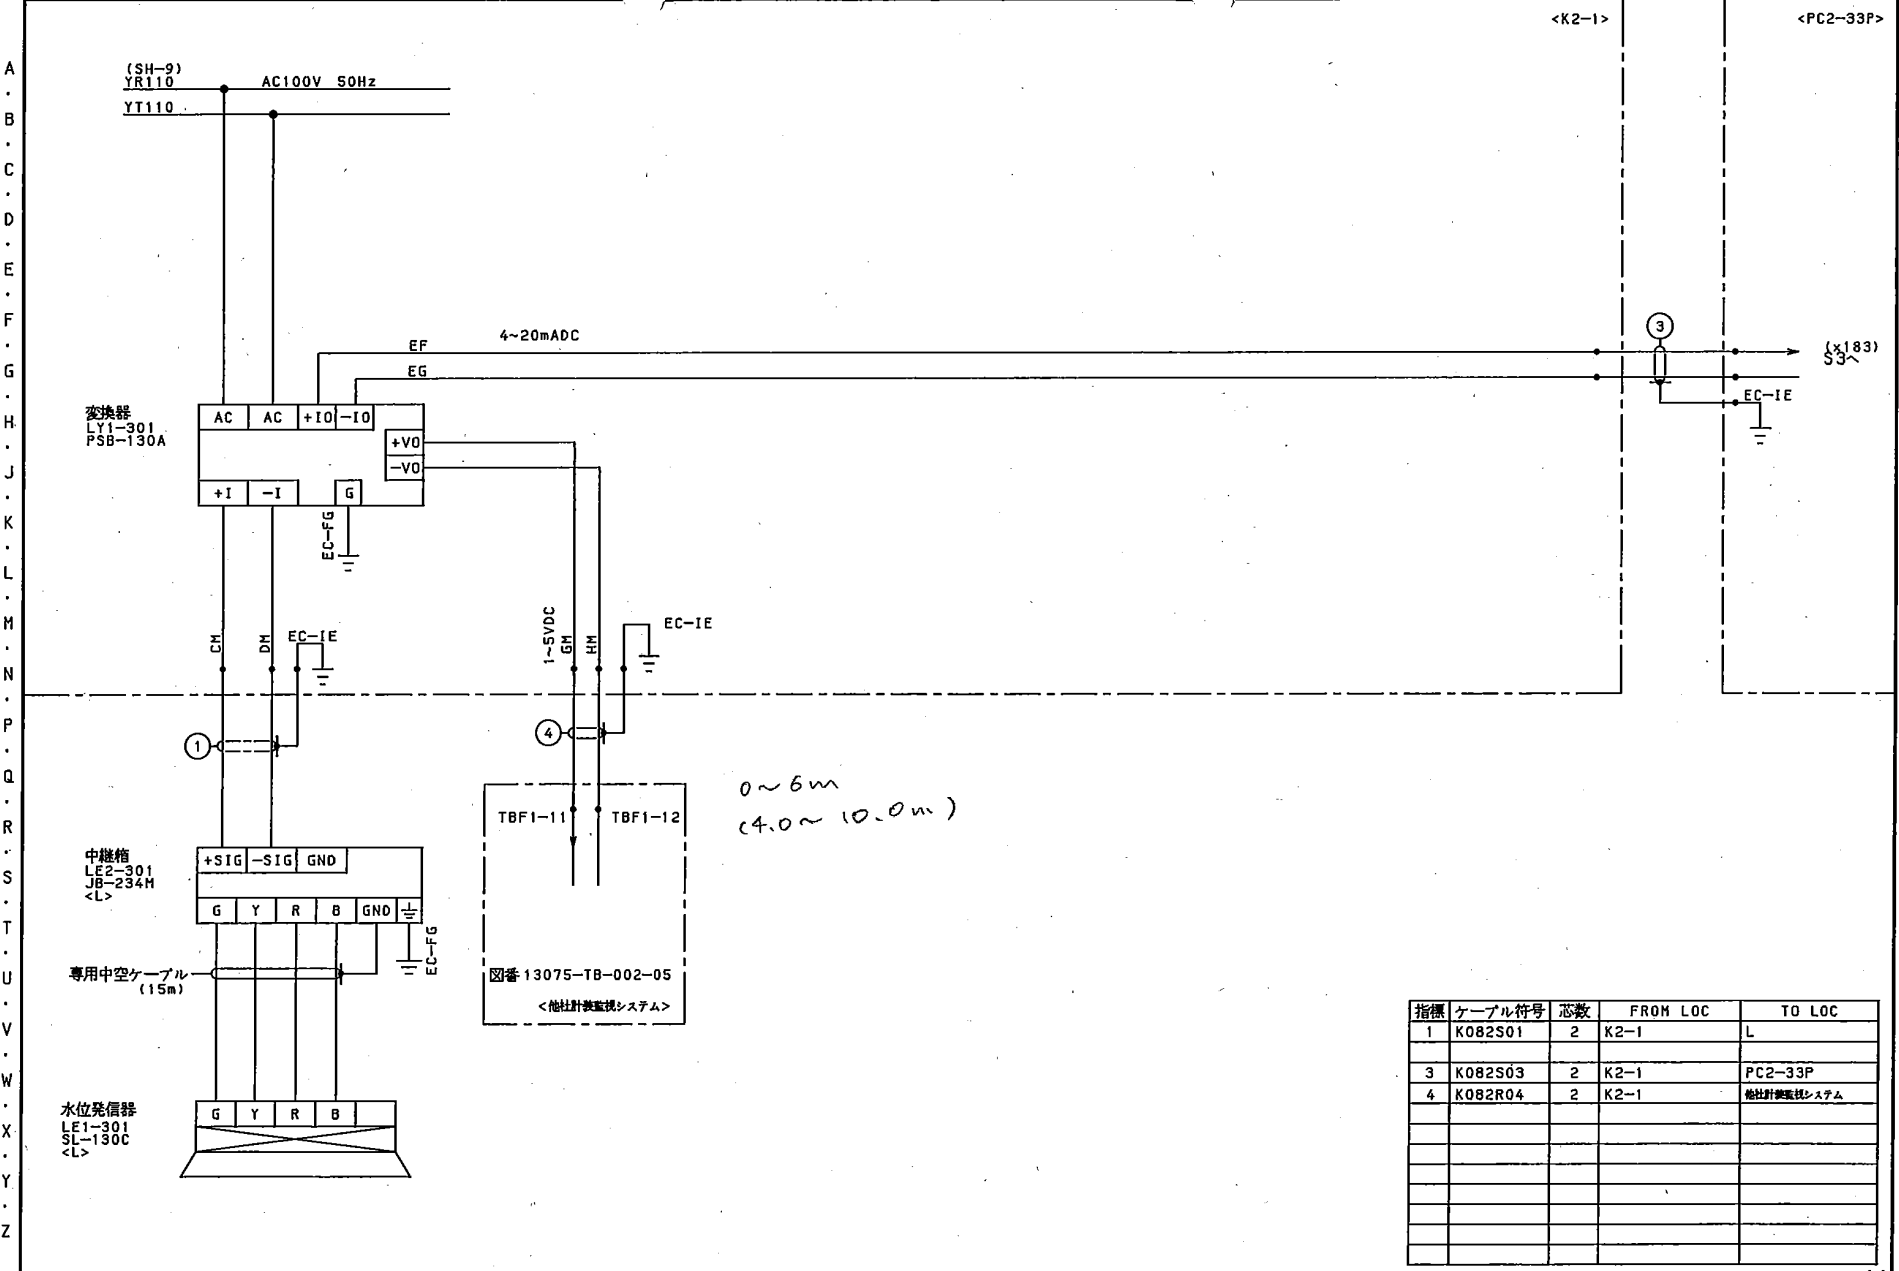 <K2-1>
<PC2-33P>
A
B
C
D
E
F
G
H
J
K
L
M
N
P
Q
R
S
T
U
V
W
X
Y
Z
(SH-9)
YR110
AC100V 50Hz
YT110
4~20mADC
EF
EG
3
(x183)
S3へ
EC-IE
変換器
LY1-301
PSB-130A
AC
AC
+IO
-IO
+VO
-VO
+I
-I
G
EC-FG
CM
DM
EC-IE
1~5VDC
GM
HM
EC-IE
1
4
0~6m
(4.0~10.0m)
TBF1-11
TBF1-12
図番13075-TB-002-05
<他社計装監視システム>
中継箱
LE2-301
JB-234M
<L>
+SIG
-SIG
GND
G
Y
R
B
GND
EC-FG
専用中空ケーブル
(15m)
水位発信器
LE1-301
SL-130C
<L>
G
Y
R
B
指標 ケーブル符号 芯数 FROM LOC TO LOC
1 K082S01 2 K2-1 L
3 K082S03 2 K2-1 PC2-33P
4 K082R04 2 K2-1 他社計装監視システム